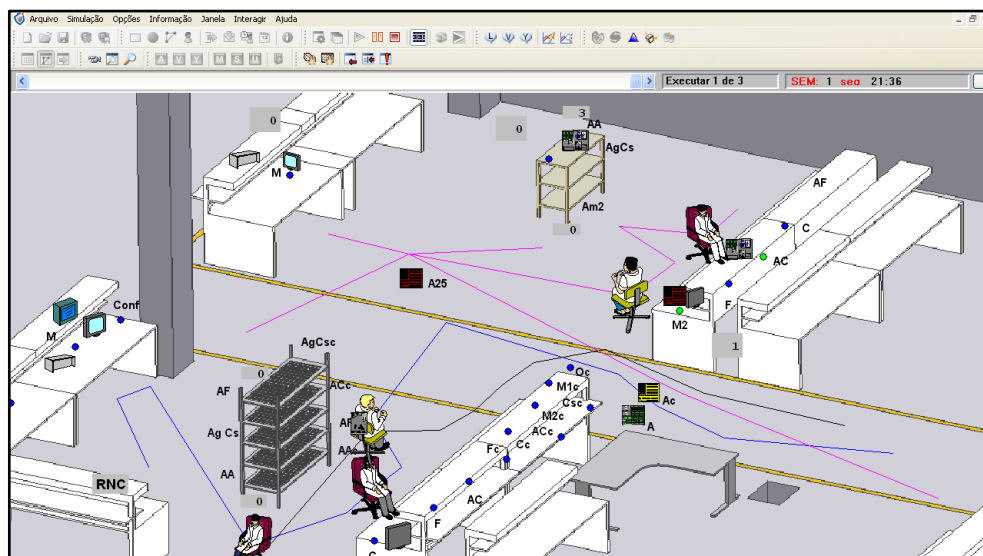 Arquivo Simulação Opções Informação Janela Interagir Ajuda
Executar 1 de 3
SEM: 1 seg 21:36
0
3
0
AA
AgCs
M
AF
Am2
C
0
AC
A25
F
Conf
M2
M
1
AgCsc
Oc
0
ACc
M1c
AF
Ac
Csc
M2c
A
AF
ACc
Ag Cs
Cc
Fc
AA
AA
RNC
AC
0
F
C